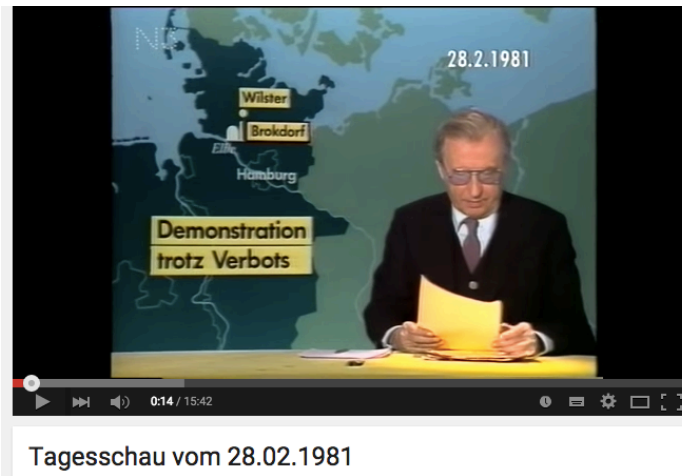 N3
28.2.1981
Wilster
Brokdorf
Elbe
Hamburg
Demonstration
trotz Verbots
0:14 / 15:42
Tagesschau vom 28.02.1981